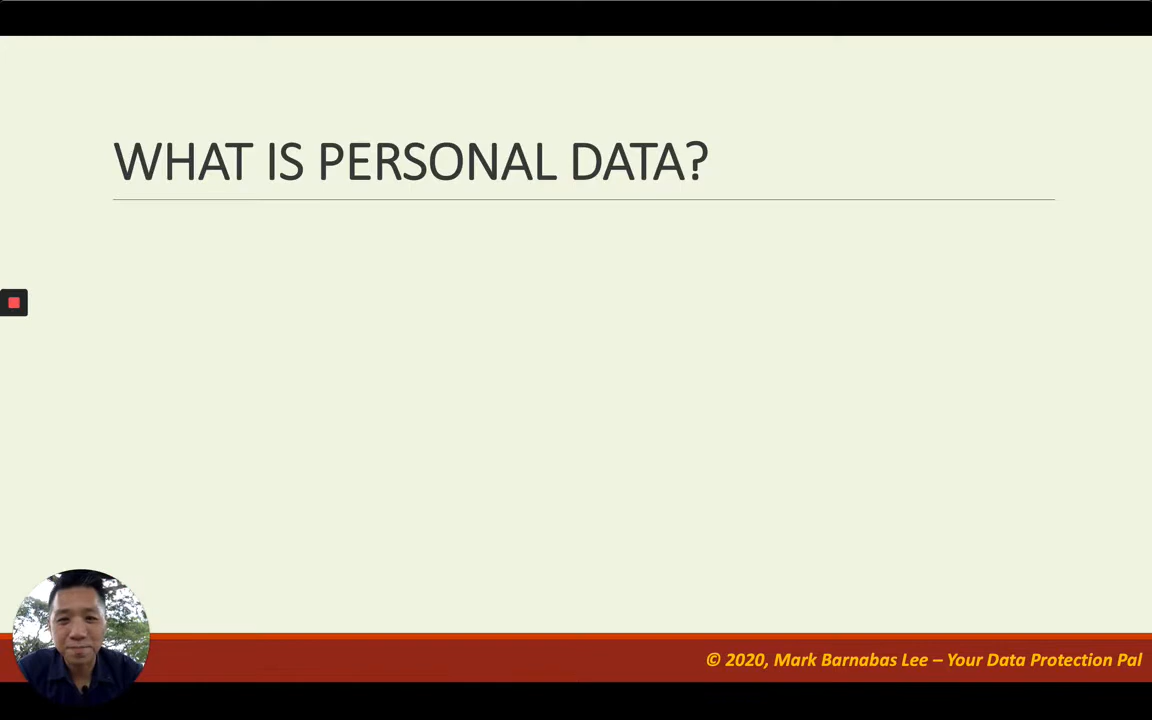 WHAT IS PERSONAL DATA?
© 2020, Mark Barnabas Lee – Your Data Protection Pal